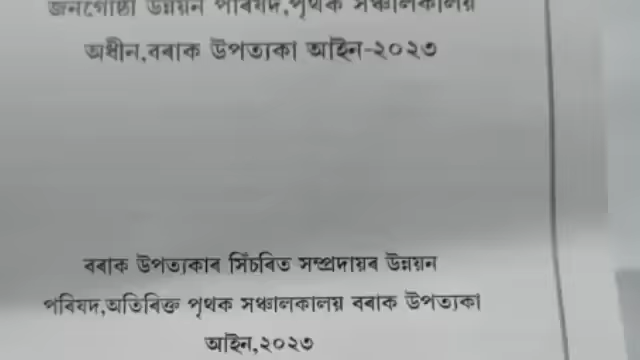 জনগোষ্ঠী উন্নয়ন পৰিষদ,পৃথক সঞ্চালকালয়
অধীন,বৰাক উপত্যকা আইন-২০২৩
বৰাক উপত্যকাৰ সিঁচৰিত সম্প্ৰদায়ৰ উন্নয়ন
পৰিষদ,অতিৰিক্ত পৃথক সঞ্চালকালয় বৰাক উপত্যকা
আইন,২০২৩